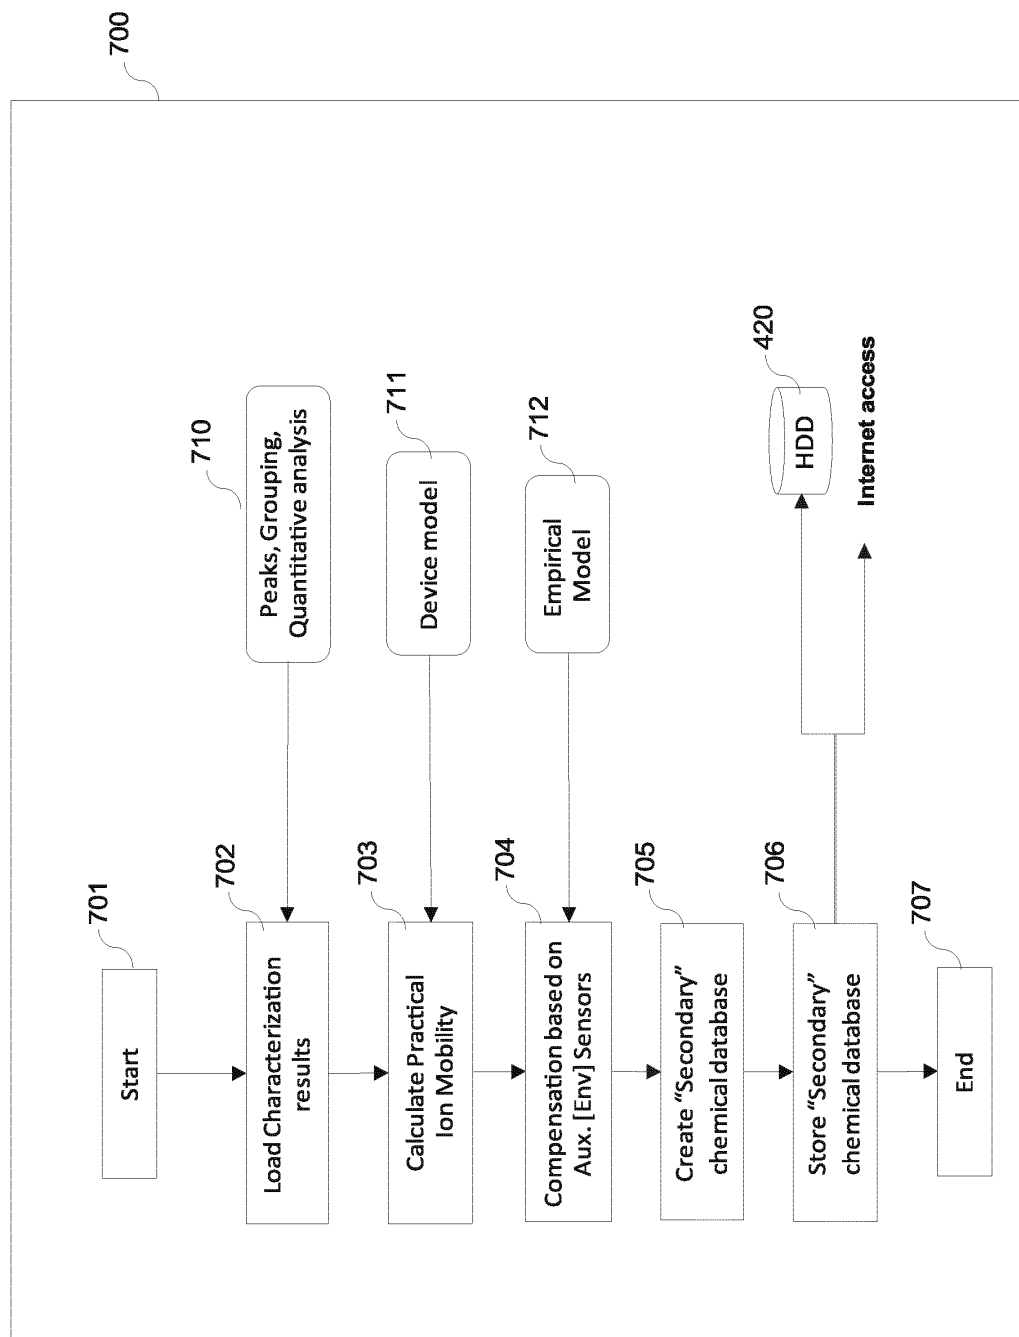 700
701
Start
702
Load Characterization
results
710
Peaks, Grouping,
Quantitative analysis
703
Calculate Practical
Ion Mobility
711
Device model
704
Compensation based on
Aux. [Env] Sensors
712
Empirical
Model
705
Create “Secondary”
chemical database
706
Store “Secondary”
chemical database
420
HDD
Internet access
707
End